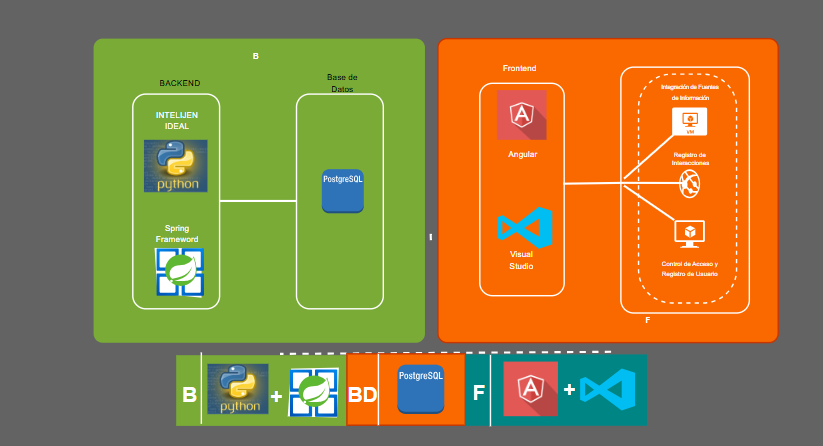 B
BACKEND
INTELIJEN
IDEAL
python
Spring
Frameword
Base de
Datos
PostgreSQL
Frontend
Angular
Visual
Studio
Integración de Fuentes
de Información
VM
Registro de
Interacciones
Control de Acceso y
Registro de Usuario
F
B
python
+
BD
PostgreSQL
F
+